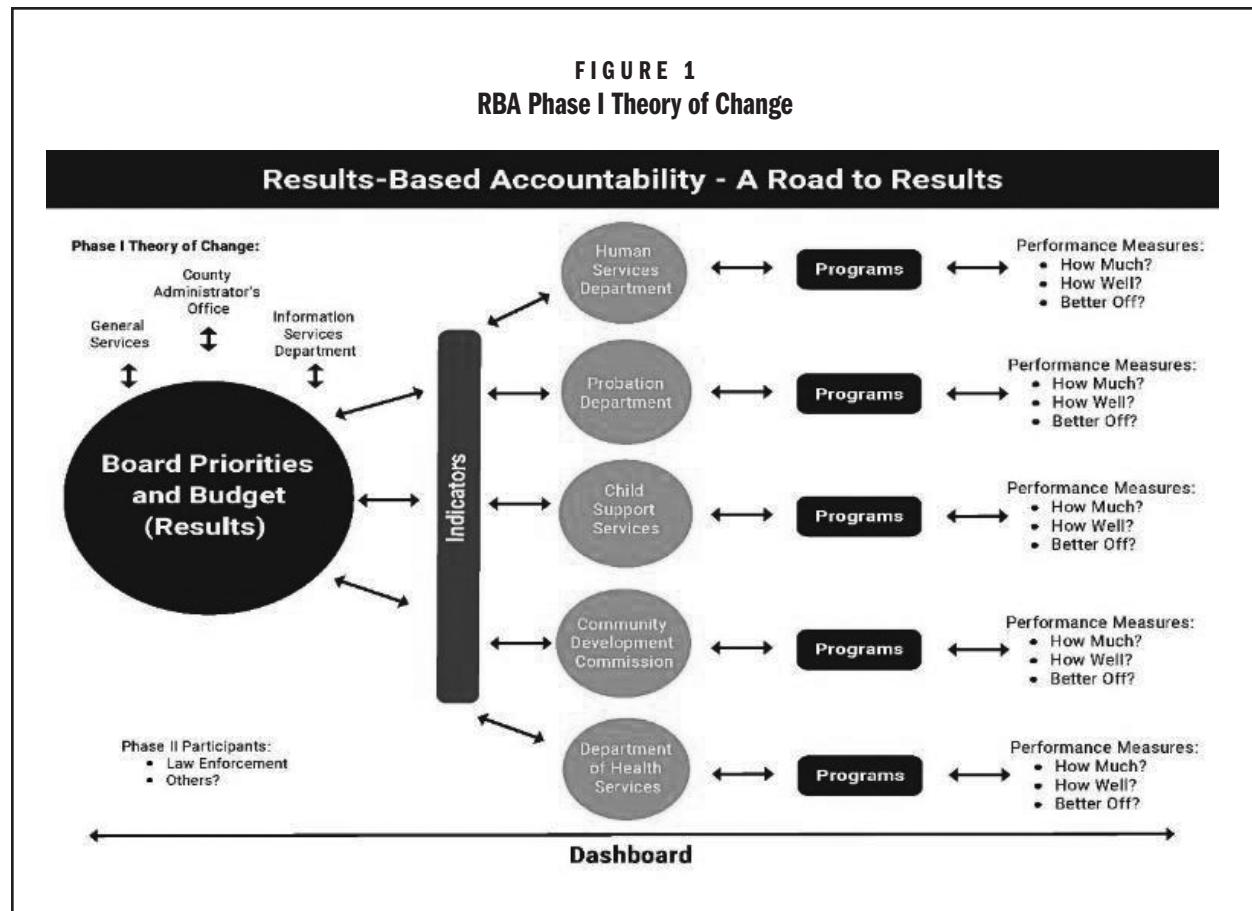 FIGURE 1
RBA Phase I Theory of Change
Results-Based Accountability - A Road to Results
Phase I Theory of Change:
County
Administrator's
Office
General
Services
Information
Services
Department
Board Priorities
and Budget
(Results)
Indicators
Human
Services
Department
Programs
Performance Measures:
• How Much?
• How Well?
• Better Off?
Probation
Department
Programs
Performance Measures:
• How Much?
• How Well?
• Better Off?
Child
Support
Services
Programs
Performance Measures:
• How Much?
• How Well?
• Better Off?
Community
Development
Commission
Programs
Performance Measures:
• How Much?
• How Well?
• Better Off?
Department
of Health
Services
Programs
Performance Measures:
• How Much?
• How Well?
• Better Off?
Phase II Participants:
• Law Enforcement
• Others?
Dashboard